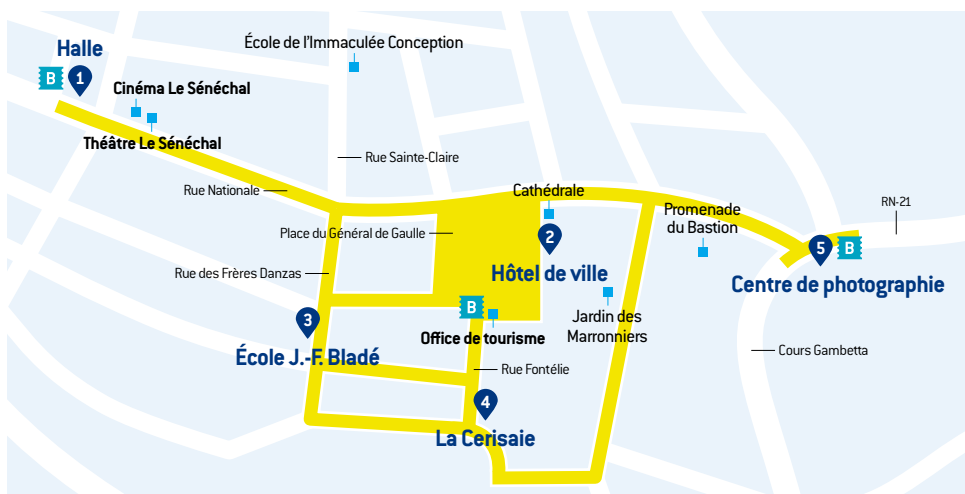 École de l'Immaculée Conception
Halle
B
1
Cinéma Le Sénéchal
Théâtre Le Sénéchal
Rue Sainte-Claire
Rue Nationale
Cathédrale
RN-21
Promenade
du Bastion
Place du Général de Gaulle
2
5
B
Rue des Frères Danzas
Hôtel de ville
Centre de photographie
B
3
Office de tourisme
Jardin des
Marronniers
École J.-F. Bladé
Cours Gambetta
Rue Fontélie
4
La Cerisaie